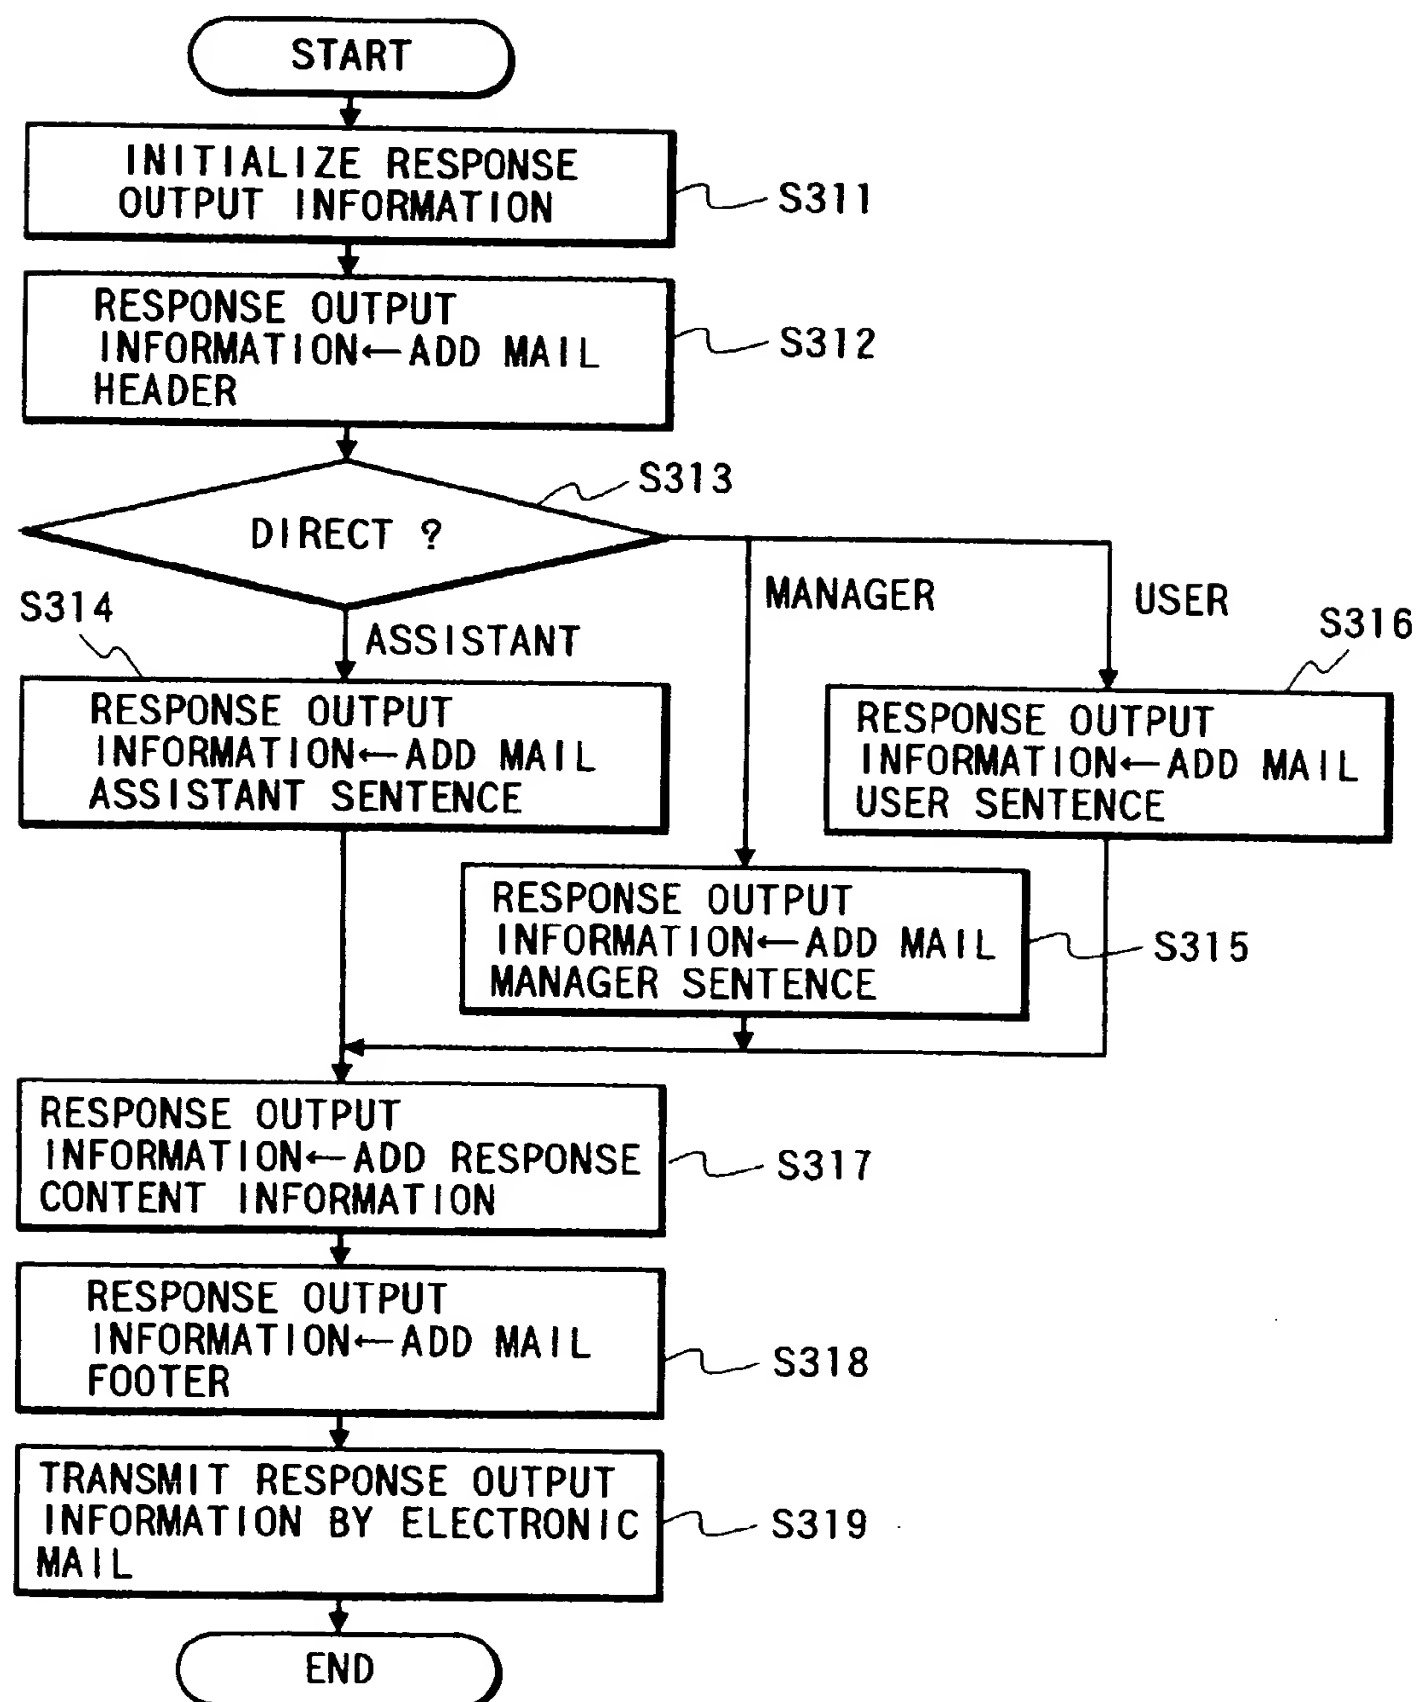 START
INITIALIZE RESPONSE
OUTPUT INFORMATION
S311
RESPONSE OUTPUT
INFORMATION←ADD MAIL
HEADER
S312
S313
DIRECT ?
MANAGER
USER
S314
ASSISTANT
S316
RESPONSE OUTPUT
INFORMATION←ADD MAIL
ASSISTANT SENTENCE
RESPONSE OUTPUT
INFORMATION←ADD MAIL
USER SENTENCE
RESPONSE OUTPUT
INFORMATION←ADD MAIL
MANAGER SENTENCE
S315
RESPONSE OUTPUT
INFORMATION←ADD RESPONSE
CONTENT INFORMATION
S317
RESPONSE OUTPUT
INFORMATION←ADD MAIL
FOOTER
S318
TRANSMIT RESPONSE OUTPUT
INFORMATION BY ELECTRONIC
MAIL
S319
END